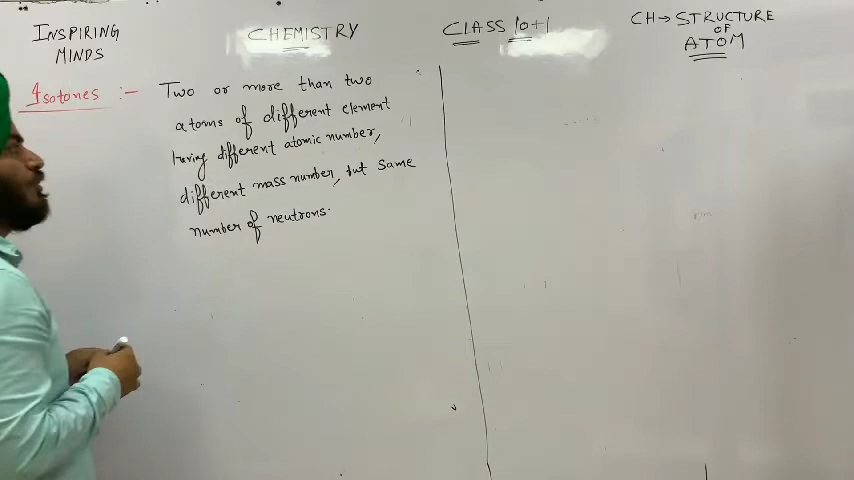 INSPIRING
MINDS
CHEMISTRY
CLASS 10+1
CH→ STRUCTURE
OF
ATOM
Isotones :- Two or more than two
atoms of different element
having different atomic number,
different mass number, but same
number of neutrons.